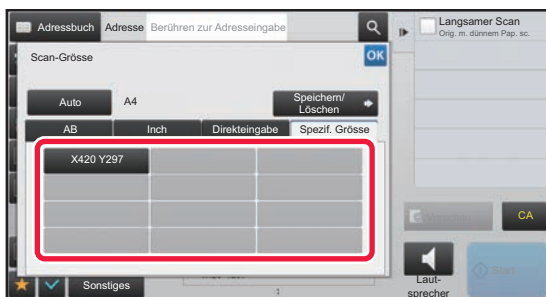 Adressbuch Adresse Berühren zur Adresseingabe
Langsamer Scan
Orig. m. dünnem Pap. sc.
Scan-Grösse OK
Auto A4 Speichern/
Löschen
AB Inch Direkteingabe Spezif. Grösse
X420 Y297
CA
Start
Sonstiges
Laut-
sprecher